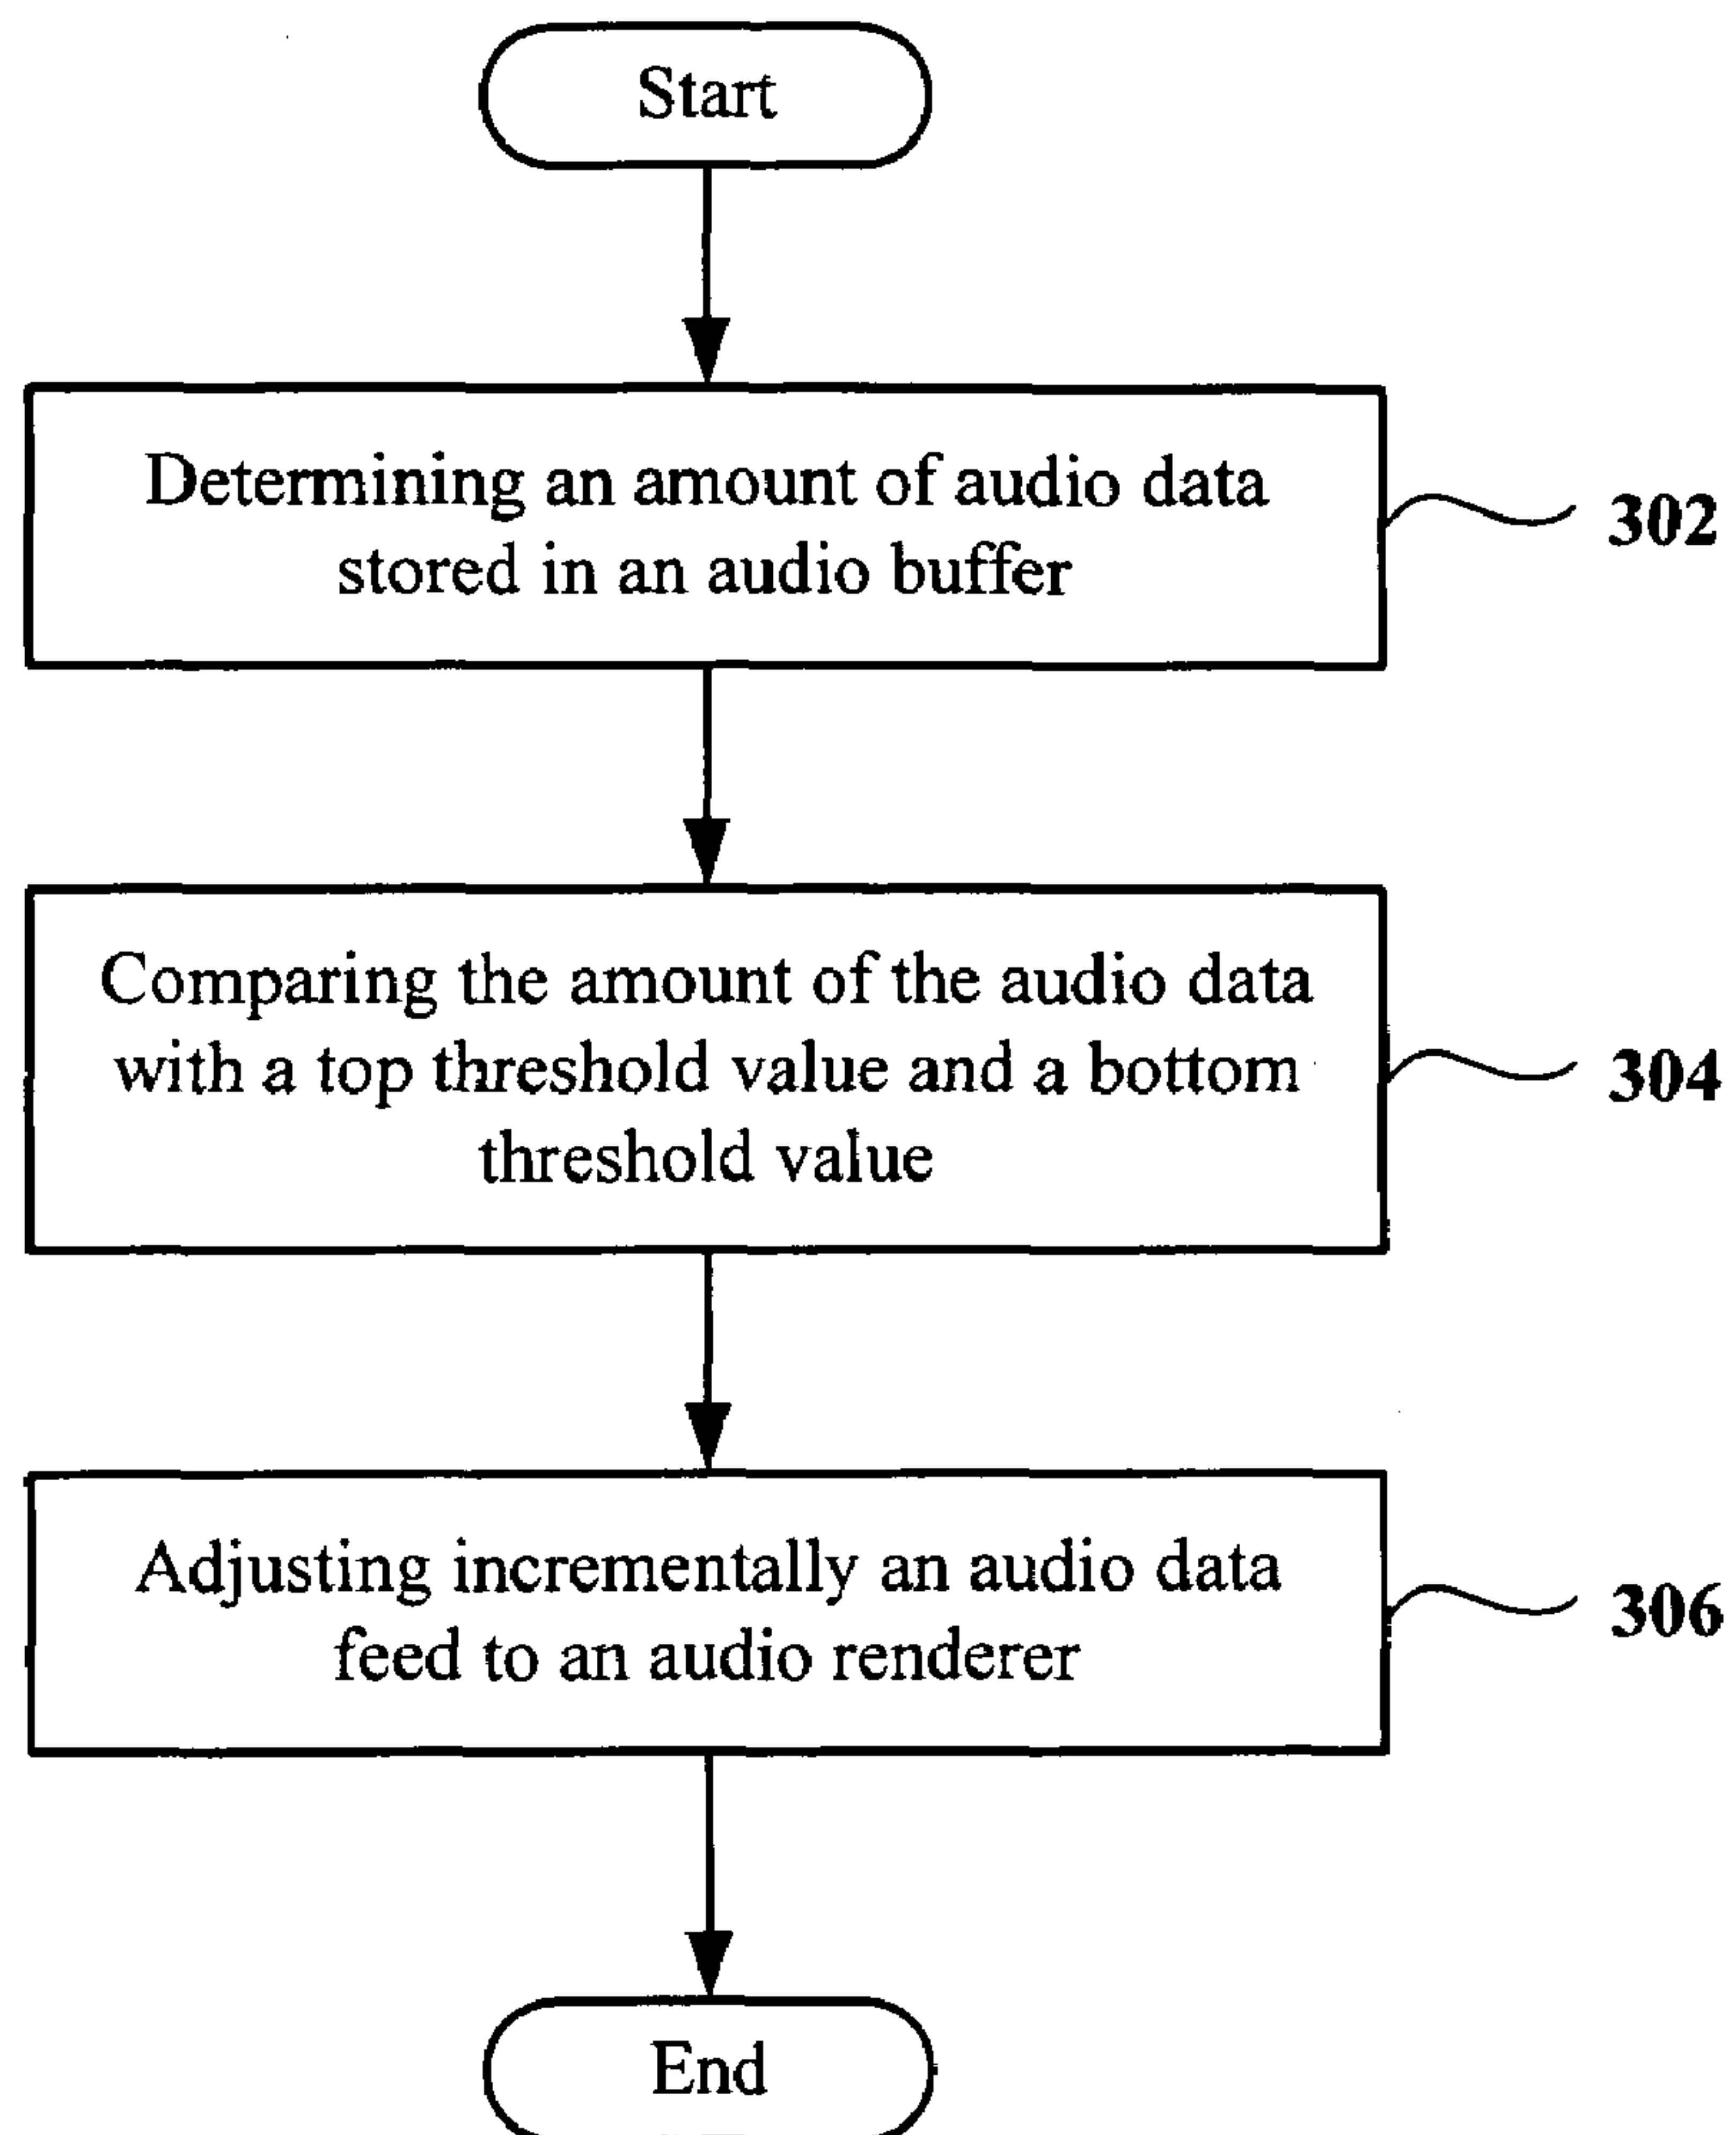 Start
Determining an amount of audio data
stored in an audio buffer
302
Comparing the amount of the audio data
with a top threshold value and a bottom
threshold value
304
Adjusting incrementally an audio data
feed to an audio renderer
306
End